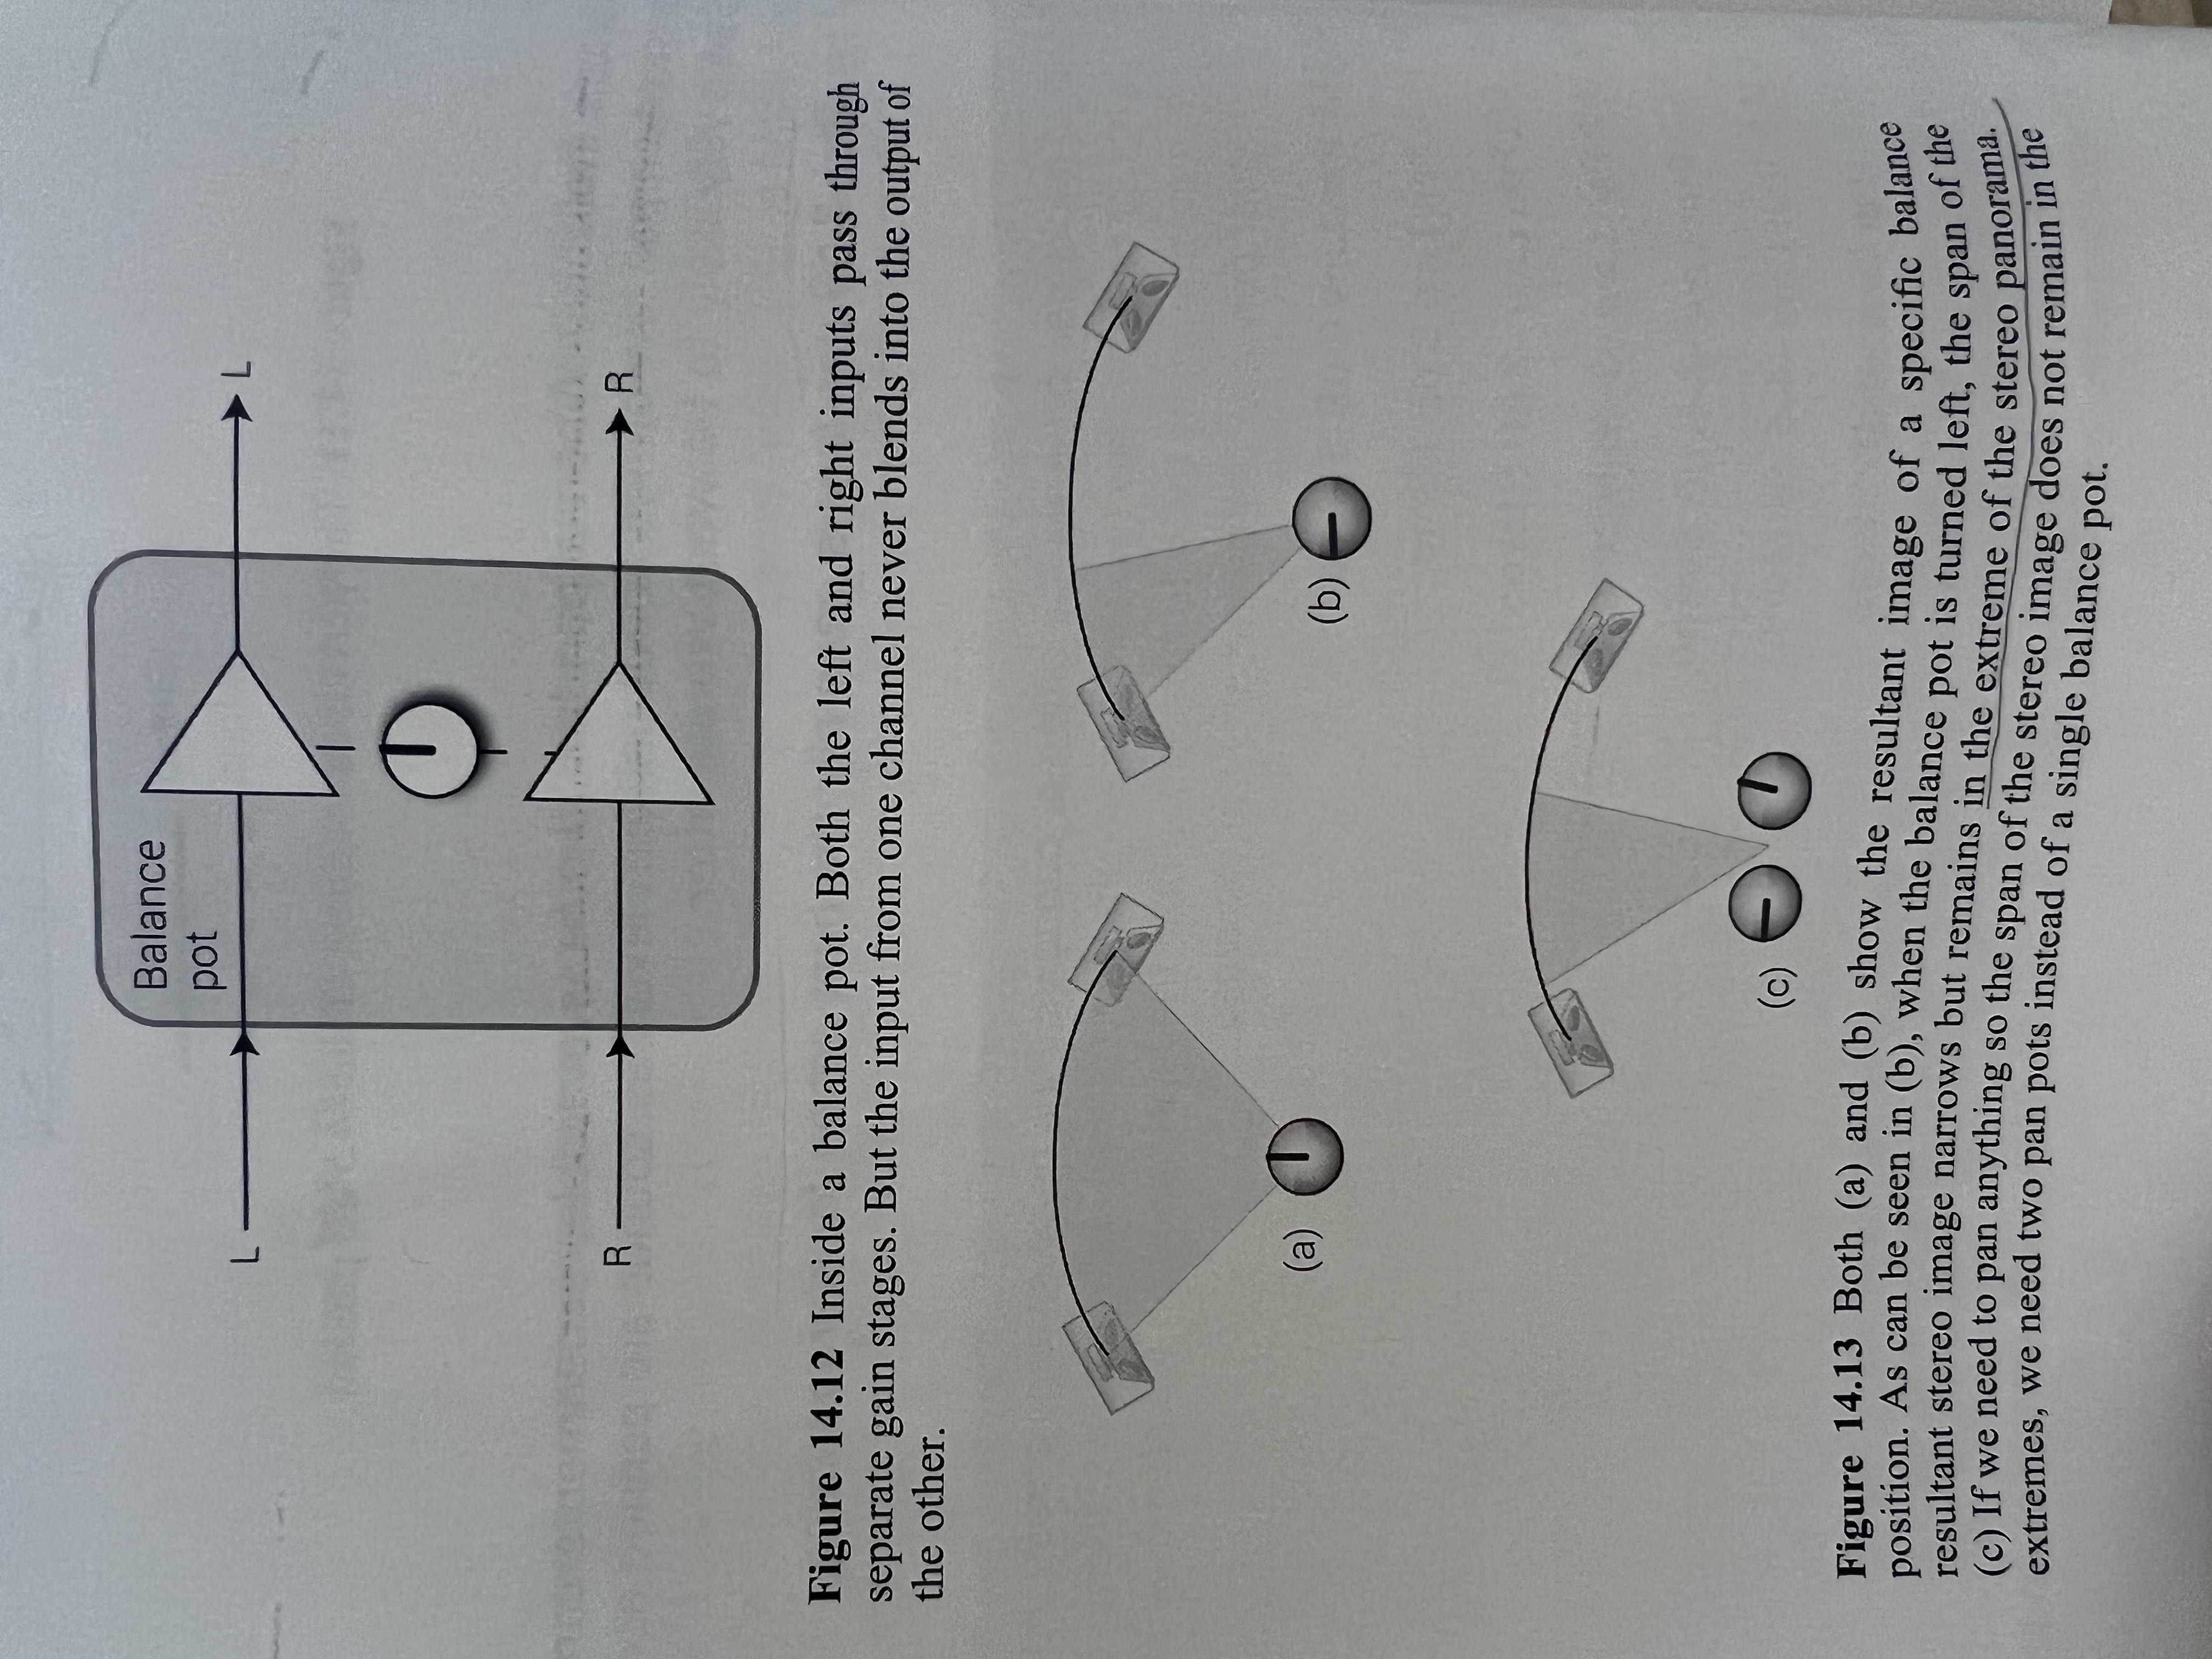 Balance
pot
L
L
R
R
Figure 14.12 Inside a balance pot. Both the left and right inputs pass through
separate gain stages. But the input from one channel never blends into the output of
the other.
(a)
(b)
(c)
Figure 14.13 Both (a) and (b) show the resultant image of a specific balance
position. As can be seen in (b), when the balance pot is turned left, the span of the
resultant stereo image narrows but remains in the extreme of the stereo panorama.
(c) If we need to pan anything so the span of the stereo image does not remain in the
extremes, we need two pan pots instead of a single balance pot.